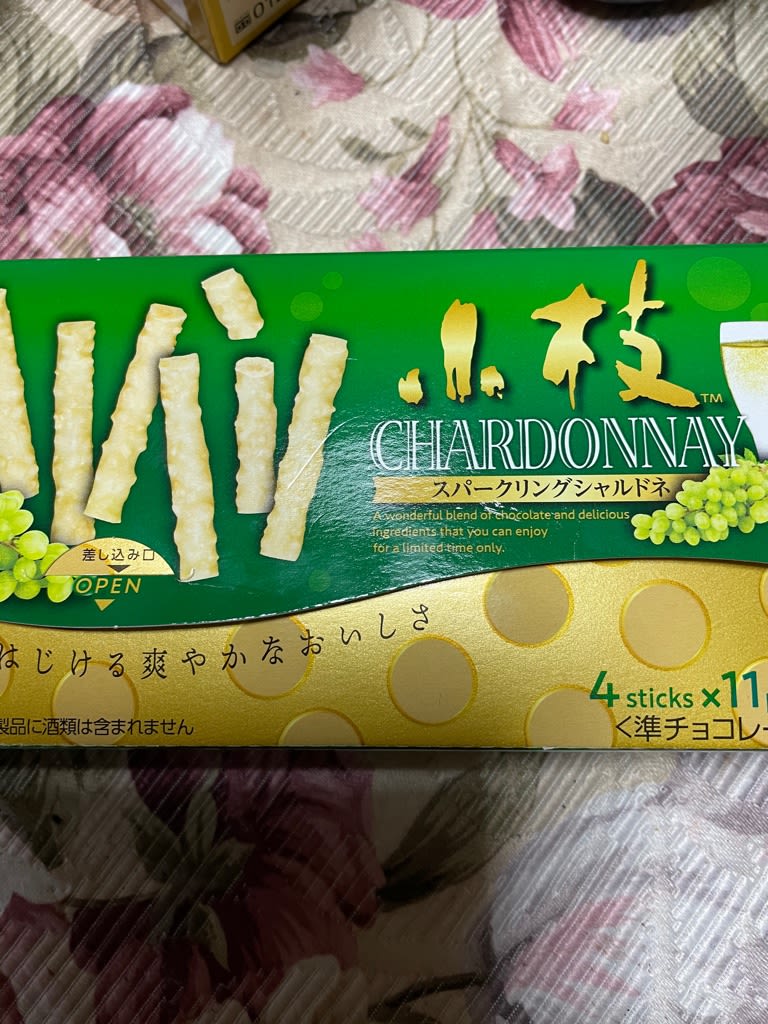 小枝™
CHARDONNAY
スパークリングシャルドネ
A wonderful blend of chocolate and delicious
ingredients that you can enjoy
for a limited time only.
差し込み口
OPEN
はじける爽やかなおいしさ
4 sticks ×11
製品に酒類は含まれません
<準チョコレー